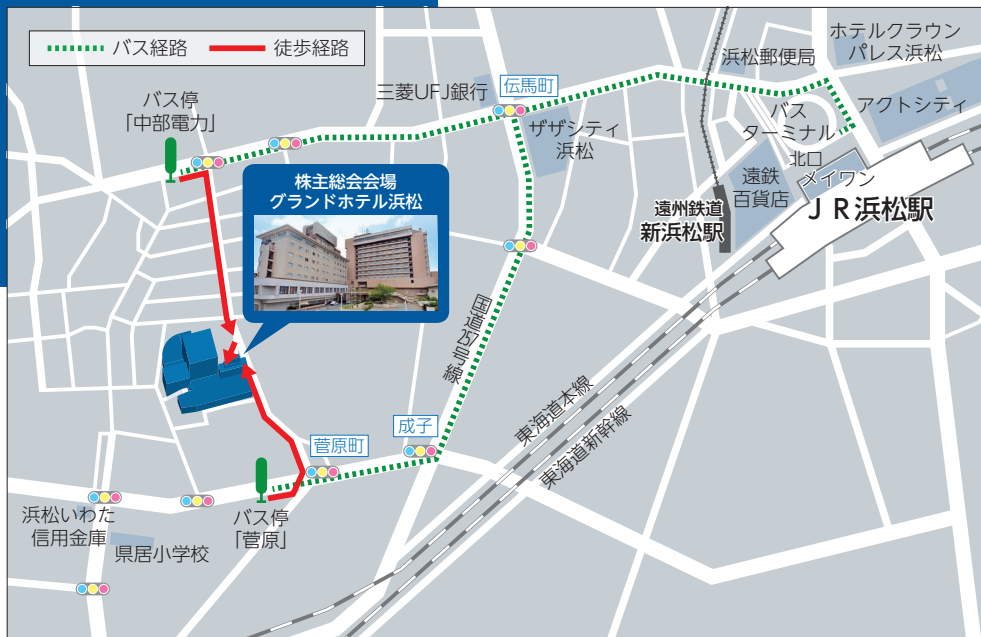 バス経路
徒歩経路
バス停
「中部電力」
三菱UFJ銀行
伝馬町
ザザシティ
浜松
浜松郵便局
ホテルクラウン
パレス浜松
アクトシティ
バス
ターミナル
北口
メイワン
遠鉄
百貨店
JR浜松駅
遠州鉄道
新浜松駅
株主総会会場
グランドホテル浜松
国道257号線
東海道本線
東海道新幹線
成子
菅原町
バス停
「菅原」
浜松いわた
信用金庫
県居小学校